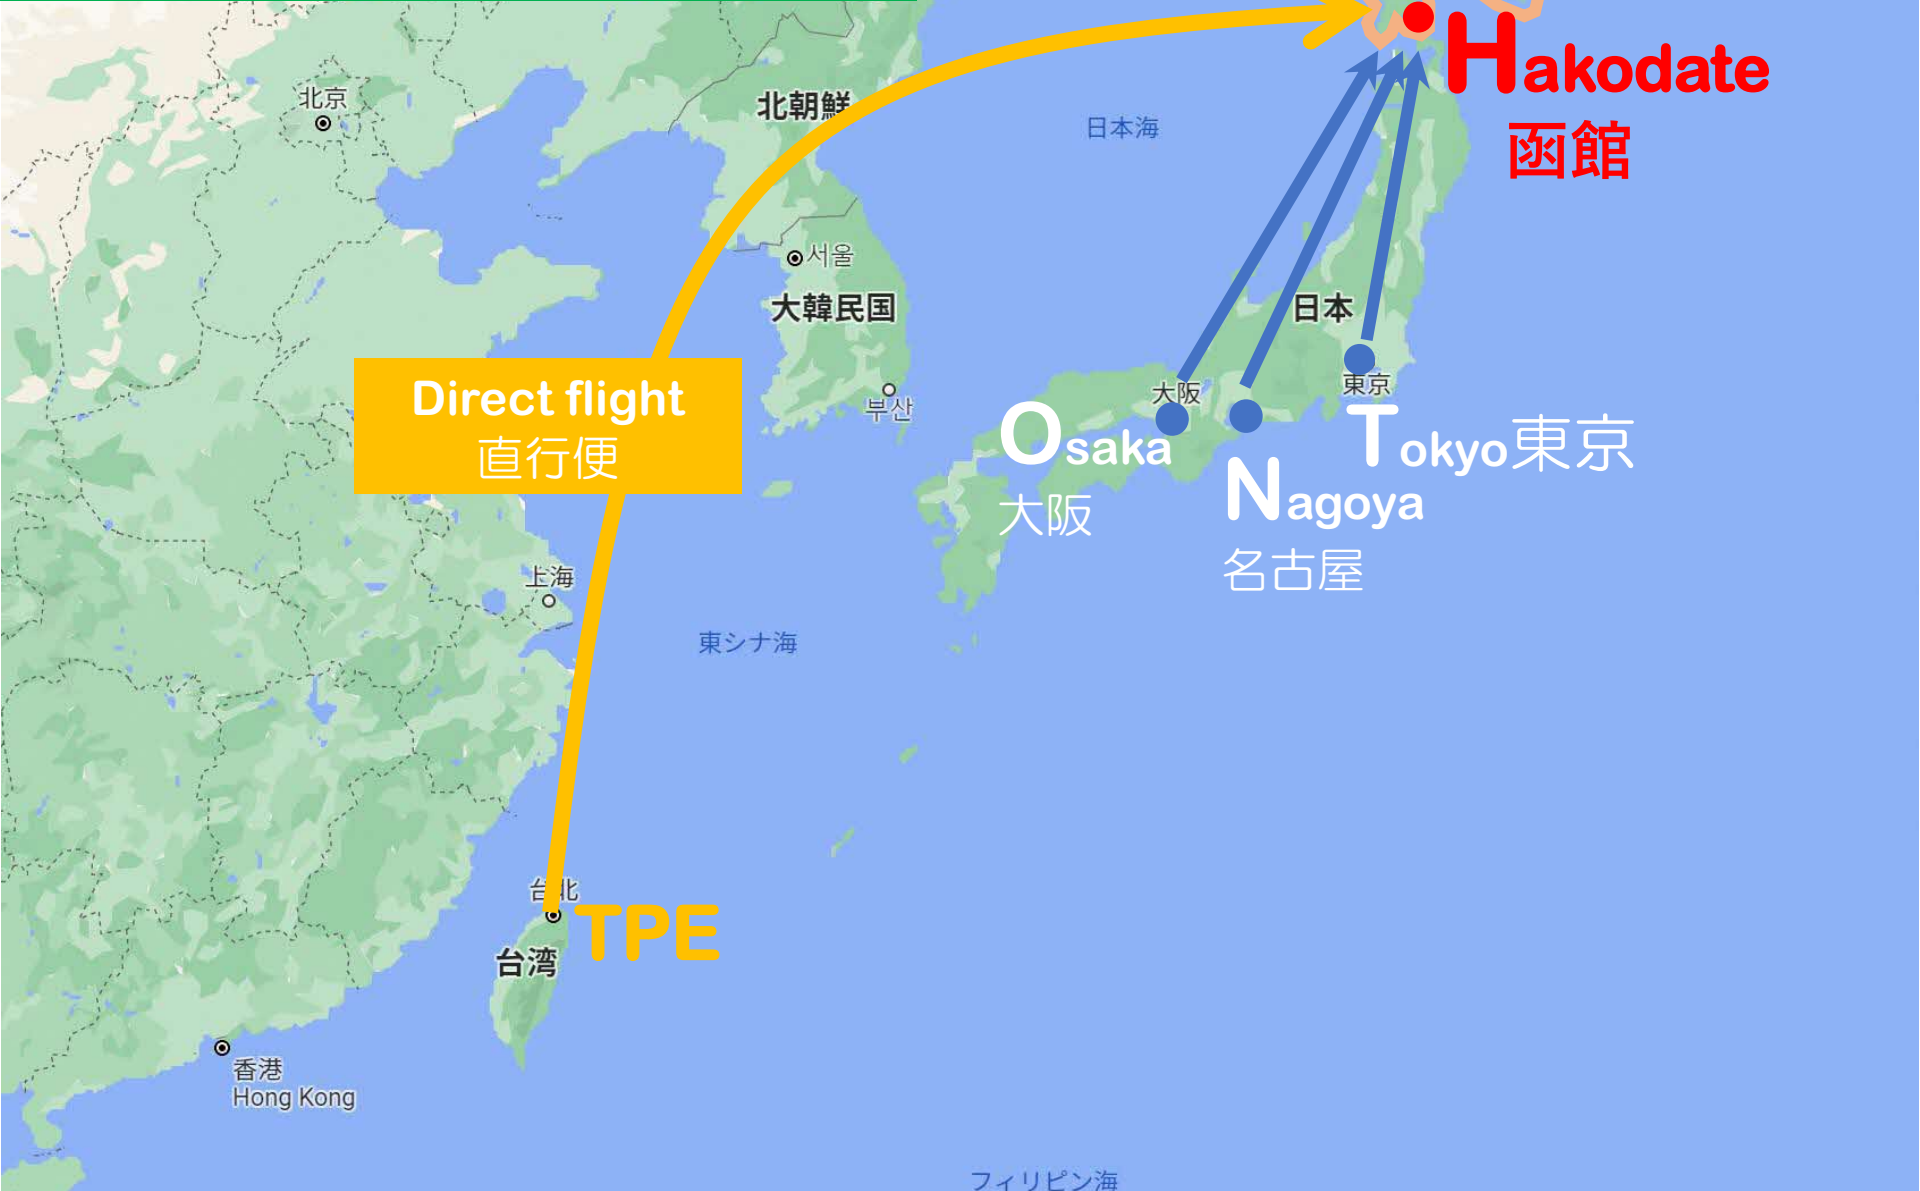 Hakodate
函館
北京
北朝鮮
日本海
서울
大韓民国
日本
Direct flight
直行便
부산
大阪
東京
Osaka
大阪
Tokyo東京
Nagoya
名古屋
上海
東シナ海
台北
TPE
台湾
香港
Hong Kong
フィリピン海